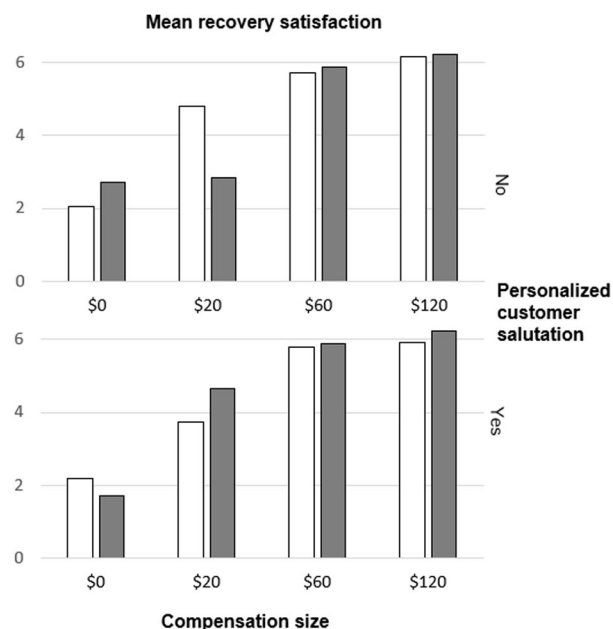 Mean recovery satisfaction
6
4
2
0
$0 $20 $60 $120
No
Personalized
customer
salutation
6
4
2
0
$0 $20 $60 $120
Yes
Compensation size